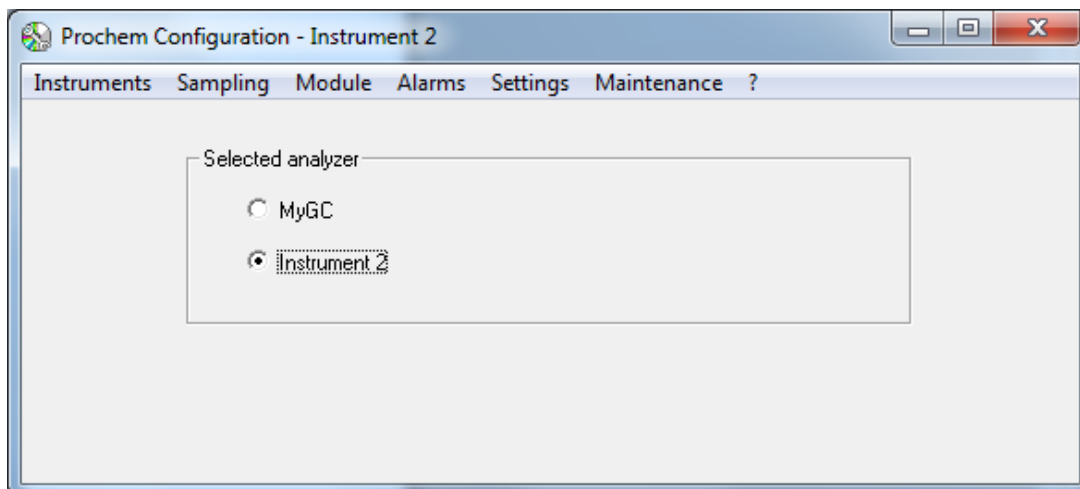 Prochem Configuration - Instrument 2
Instruments Sampling Module Alarms Settings Maintenance ?
Selected analyzer
MyGC
Instrument 2